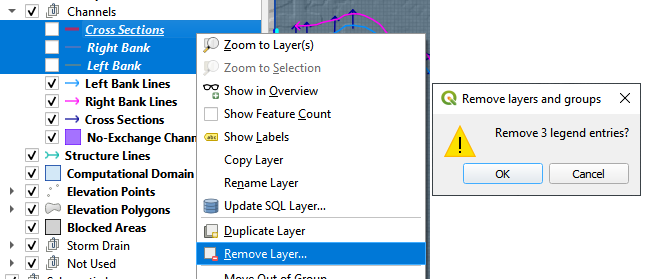 Channels
Cross Sections
Right Bank
Left Bank
Left Bank Lines
Right Bank Lines
Cross Sections
No-Exchange Chann
Structure Lines
Computational Domain
Elevation Points
Elevation Polygons
Blocked Areas
Storm Drain
Not Used
Zoom to Layer(s)
Zoom to Selection
Show in Overview
Show Feature Count
abc Show Labels
Copy Layer
Rename Layer
Update SQL Layer...
Duplicate Layer
Remove Layer...
Move Out of Group
Remove layers and groups
Remove 3 legend entries?
OK
Cancel